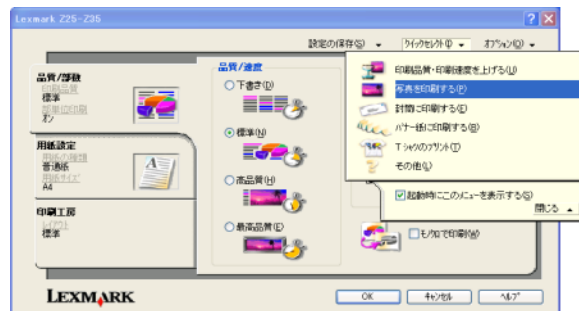 Lexmark Z25-Z35
設定の保存(S)
クイックセレクト(I)
オプション(O)
品質/部数
印刷品質
標準
部単位印刷
オン
用紙設定
用紙の種類
普通紙
用紙サイズ
A4
印刷工房
レイアウト
標準
品質/速度
下書き(D)
標準(N)
高品質(H)
最高品質(E)
印刷品質・印刷速度を上げる(U)
写真を印刷する(P)
封筒に印刷する(E)
バナー紙に印刷する(B)
Tシャツのプリント(T)
その他(L)
起動時にこのメニューを表示する(S)
閉じる
モノクロで印刷(W)
LEXMARK
OK
キャンセル
ヘルプ